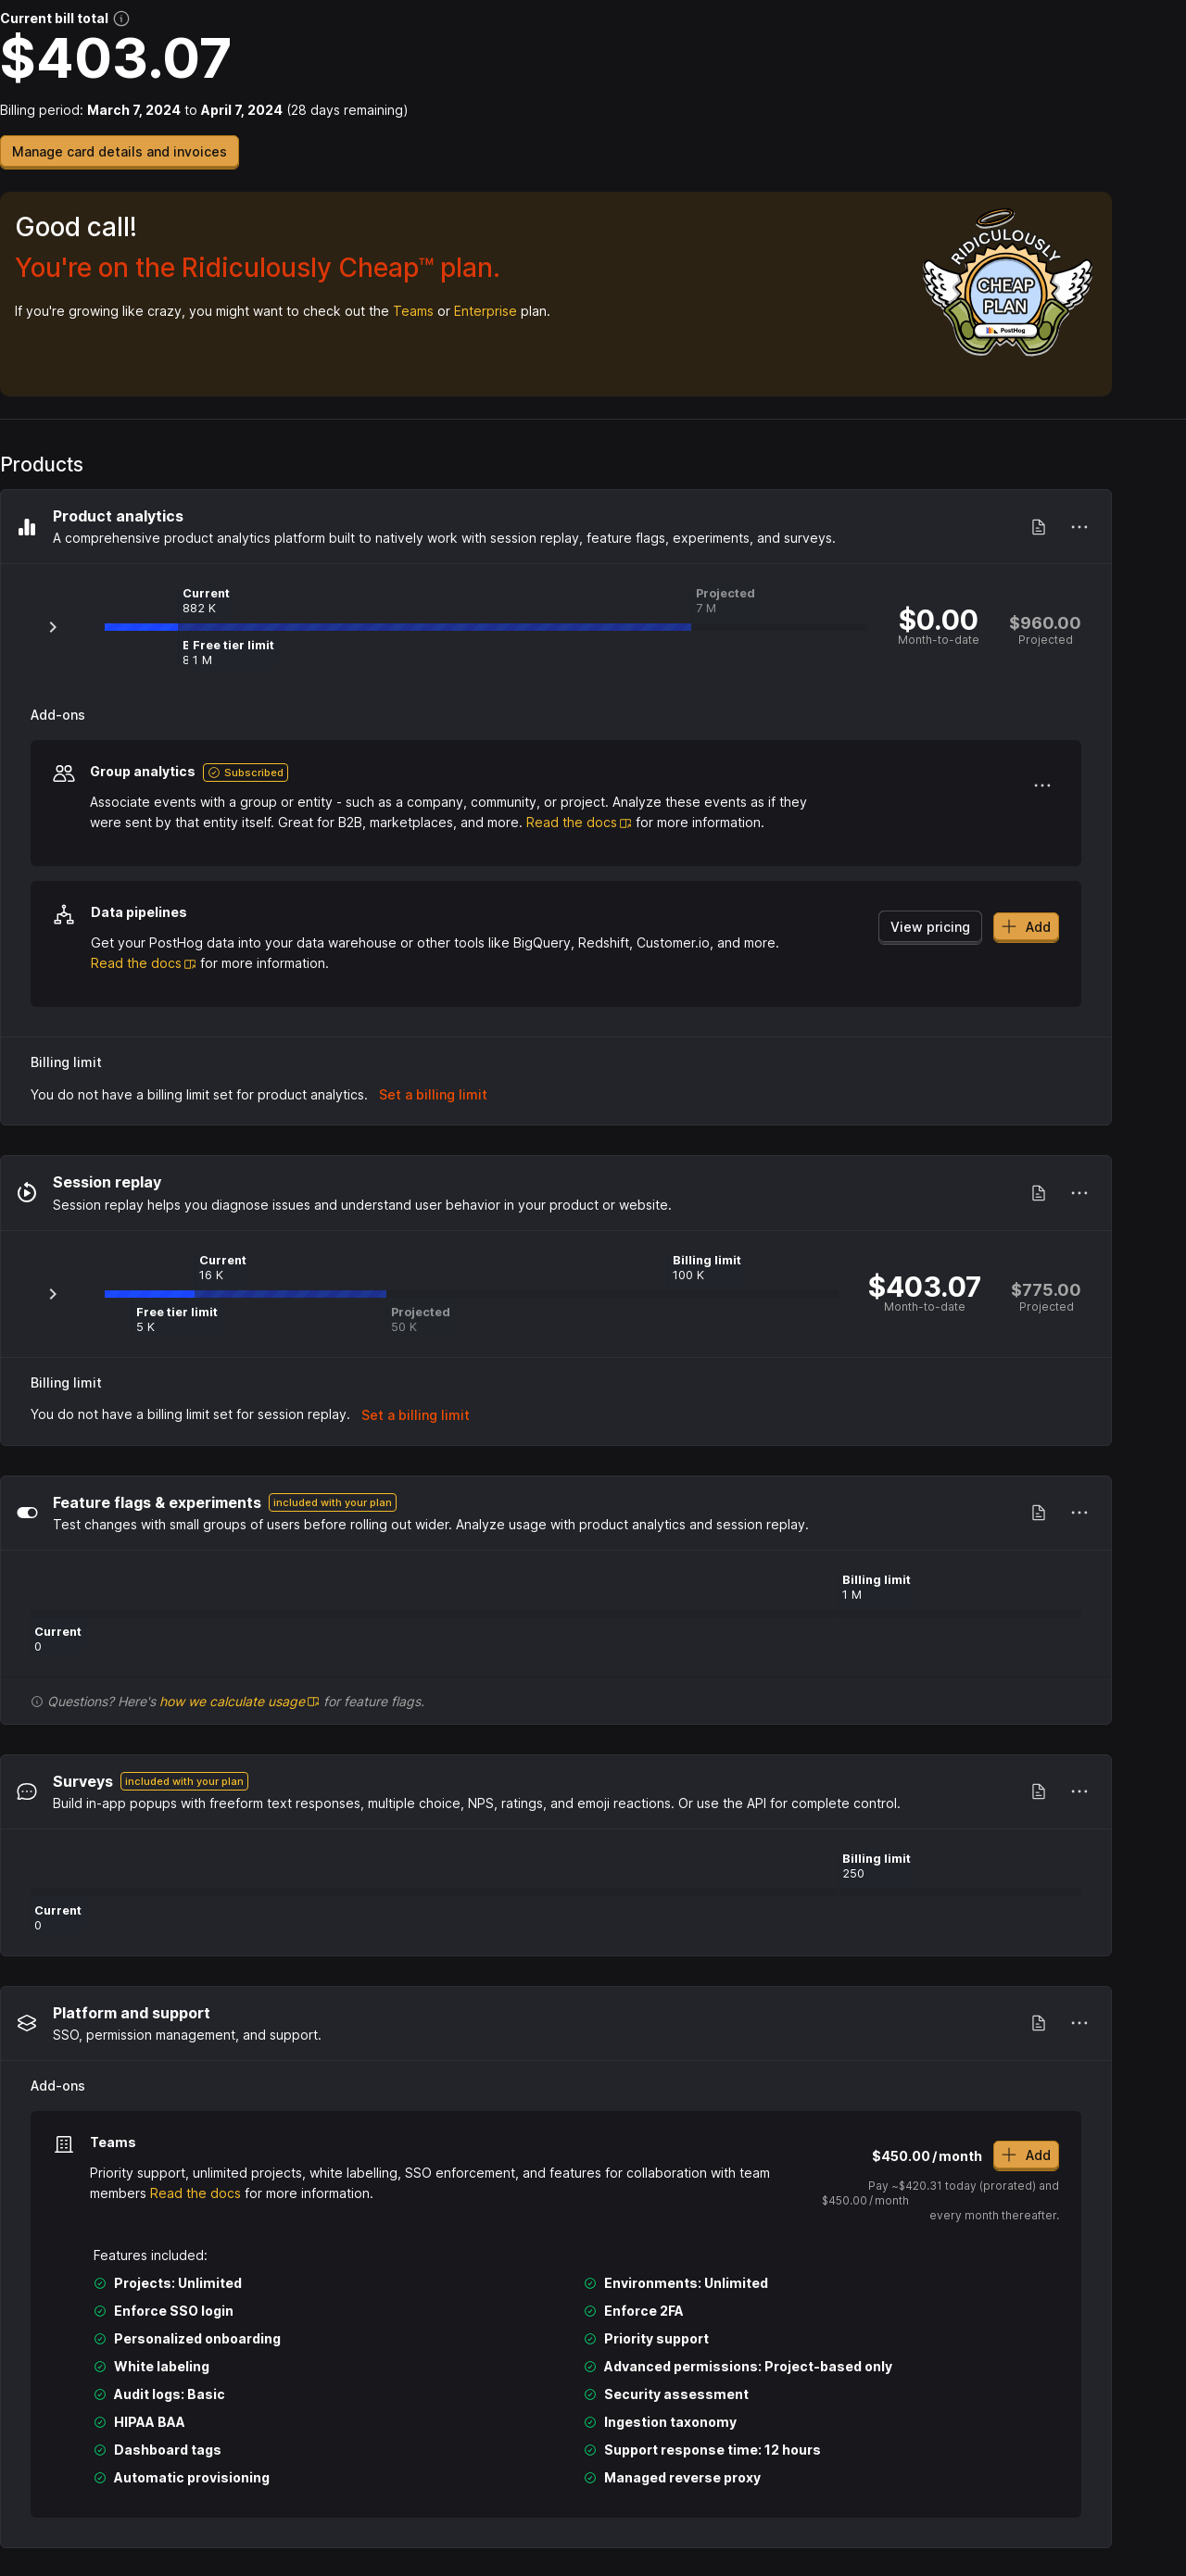 Current bill total
$403.07
Billing period: March 7, 2024 to April 7, 2024 (28 days remaining)
Manage card details and invoices
Good call!
You're on the Ridiculously Cheap™ plan.
If you're growing like crazy, you might want to check out the Teams or Enterprise plan.
RIDICULOUSLY
CHEAP
PLAN
PostHog
Products
Product analytics
A comprehensive product analytics platform built to natively work with session replay, feature flags, experiments, and surveys.
Current
882 K
Projected
7 M
Free tier limit
1 M
$0.00
Month-to-date
$960.00
Projected
Add-ons
Group analytics Subscribed
Associate events with a group or entity - such as a company, community, or project. Analyze these events as if they
were sent by that entity itself. Great for B2B, marketplaces, and more. Read the docs for more information.
Data pipelines
Get your PostHog data into your data warehouse or other tools like BigQuery, Redshift, Customer.io, and more.
Read the docs for more information.
View pricing
Add
Billing limit
You do not have a billing limit set for product analytics. Set a billing limit
Session replay
Session replay helps you diagnose issues and understand user behavior in your product or website.
Current
16 K
Billing limit
100 K
Free tier limit
5 K
Projected
50 K
$403.07
Month-to-date
$775.00
Projected
Billing limit
You do not have a billing limit set for session replay. Set a billing limit
Feature flags & experiments included with your plan
Test changes with small groups of users before rolling out wider. Analyze usage with product analytics and session replay.
Billing limit
1 M
Current
0
Questions? Here's how we calculate usage for feature flags.
Surveys included with your plan
Build in-app popups with freeform text responses, multiple choice, NPS, ratings, and emoji reactions. Or use the API for complete control.
Billing limit
250
Current
0
Platform and support
SSO, permission management, and support.
Add-ons
Teams
Priority support, unlimited projects, white labelling, SSO enforcement, and features for collaboration with team
members Read the docs for more information.
$450.00/month
Add
Pay ~$420.31 today (prorated) and
$450.00/month
every month thereafter.
Features included:
Projects: Unlimited
Environments: Unlimited
Enforce SSO login
Enforce 2FA
Personalized onboarding
Priority support
White labeling
Advanced permissions: Project-based only
Audit logs: Basic
Security assessment
HIPAA BAA
Ingestion taxonomy
Dashboard tags
Support response time: 12 hours
Automatic provisioning
Managed reverse proxy